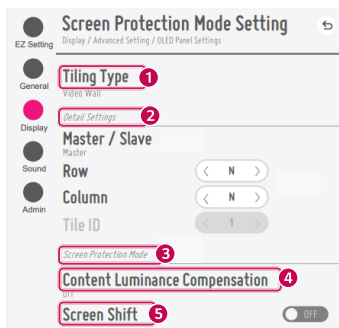 Screen Protection Mode Setting
Display / Advanced Setting / OLED Panel Settings
EZ Setting
General
Display
Sound
Admin
Tiling Type 1
Video Wall
Detail Settings 2
Master / Slave
Master
Row < N >
Column < N >
Tile ID < 1 >
Screen Protection Mode 3
Content Luminance Compensation 4
Off
Screen Shift 5 OFF